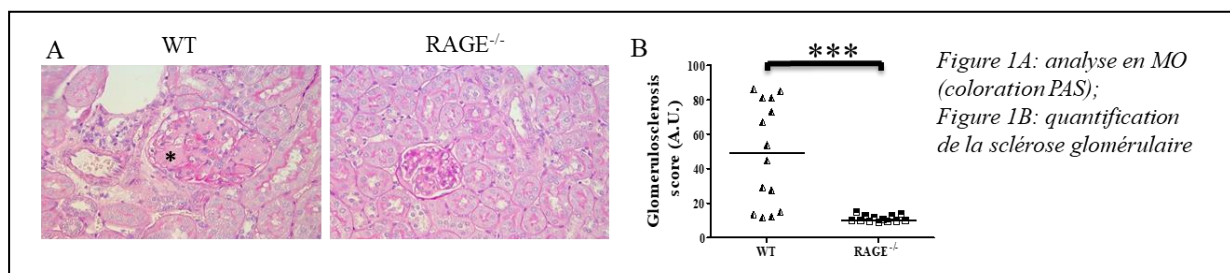 A
WT
RAGE-/-
*
B
***
Glomerulosclerosis
score (A.U.)
100
80
60
40
20
0
WT
RAGE-/-
Figure 1A: analyse en MO
(coloration PAS);
Figure 1B: quantification
de la sclérose glomérulaire